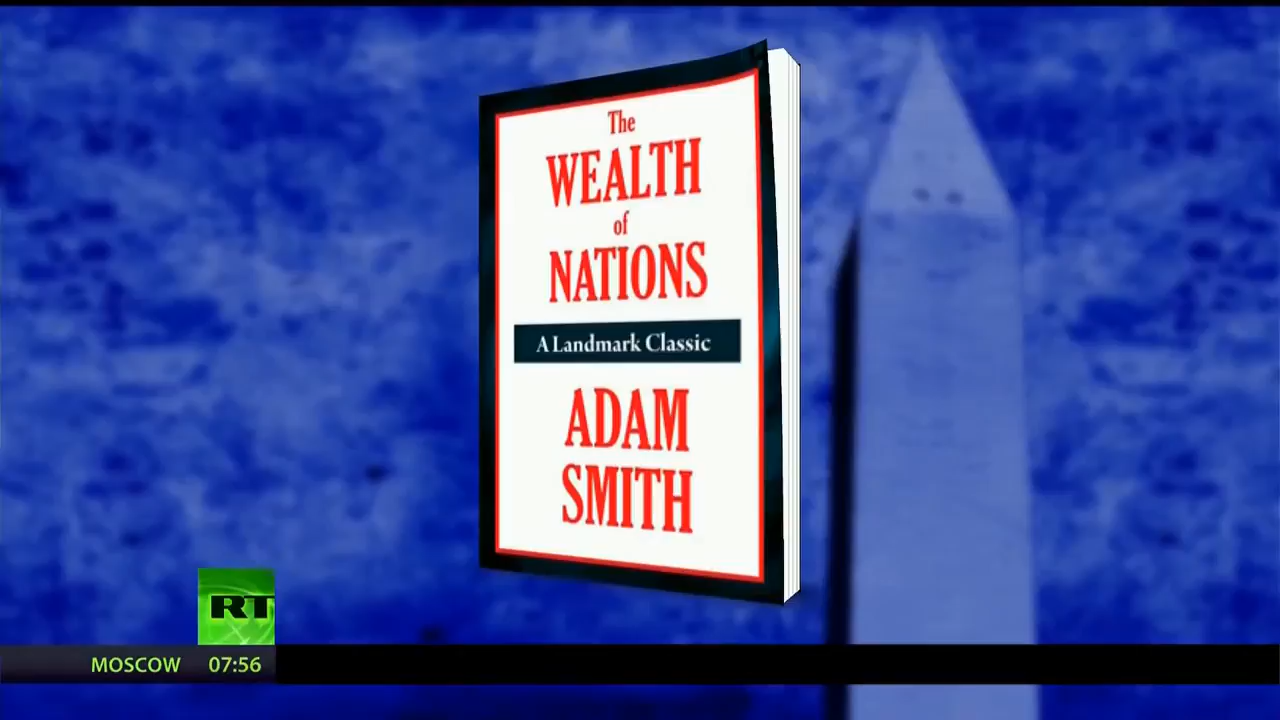 The
WEALTH
of
NATIONS
A Landmark Classic
ADAM
SMITH
RT
MOSCOW 07:56